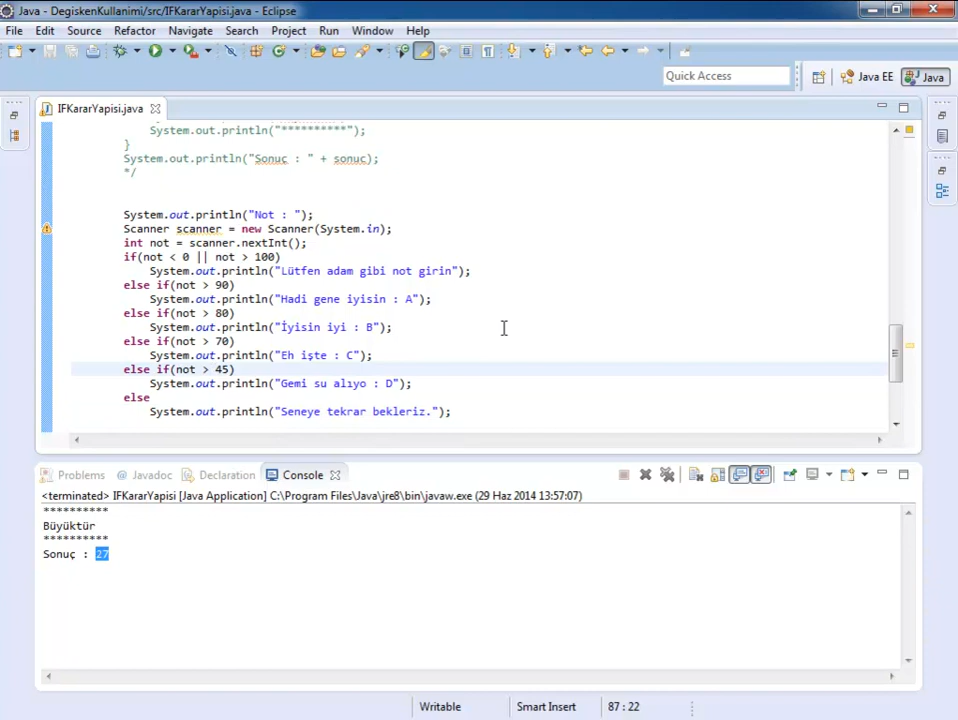 Java - DegiskenKullanimi/src/IFKararYapisi.java - Eclipse
File Edit Source Refactor Navigate Search Project Run Window Help
Quick Access
Java EE
Java
IFKararYapisi.java
System.out.println("**********");
}
System.out.println("Sonuç : " + sonuc);
*/
System.out.println("Not : ");
Scanner scanner = new Scanner(System.in);
int not = scanner.nextInt();
if(not < 0 || not > 100)
System.out.println("Lütfen adam gibi not girin");
else if(not > 90)
System.out.println("Hadi gene iyisin : A");
else if(not > 80)
System.out.println("İyisin iyi : B");
else if(not > 70)
System.out.println("Eh işte : C");
else if(not > 45)
System.out.println("Gemi su alıyo : D");
else
System.out.println("Seneye tekrar bekleriz.");
Problems @ Javadoc Declaration Console
<terminated> IFKararYapisi [Java Application] C:\Program Files\Java\jre8\bin\javaw.exe (29 Haz 2014 13:57:07)
**********
Büyüktür
**********
Sonuç : 27
Writable Smart Insert 87 : 22